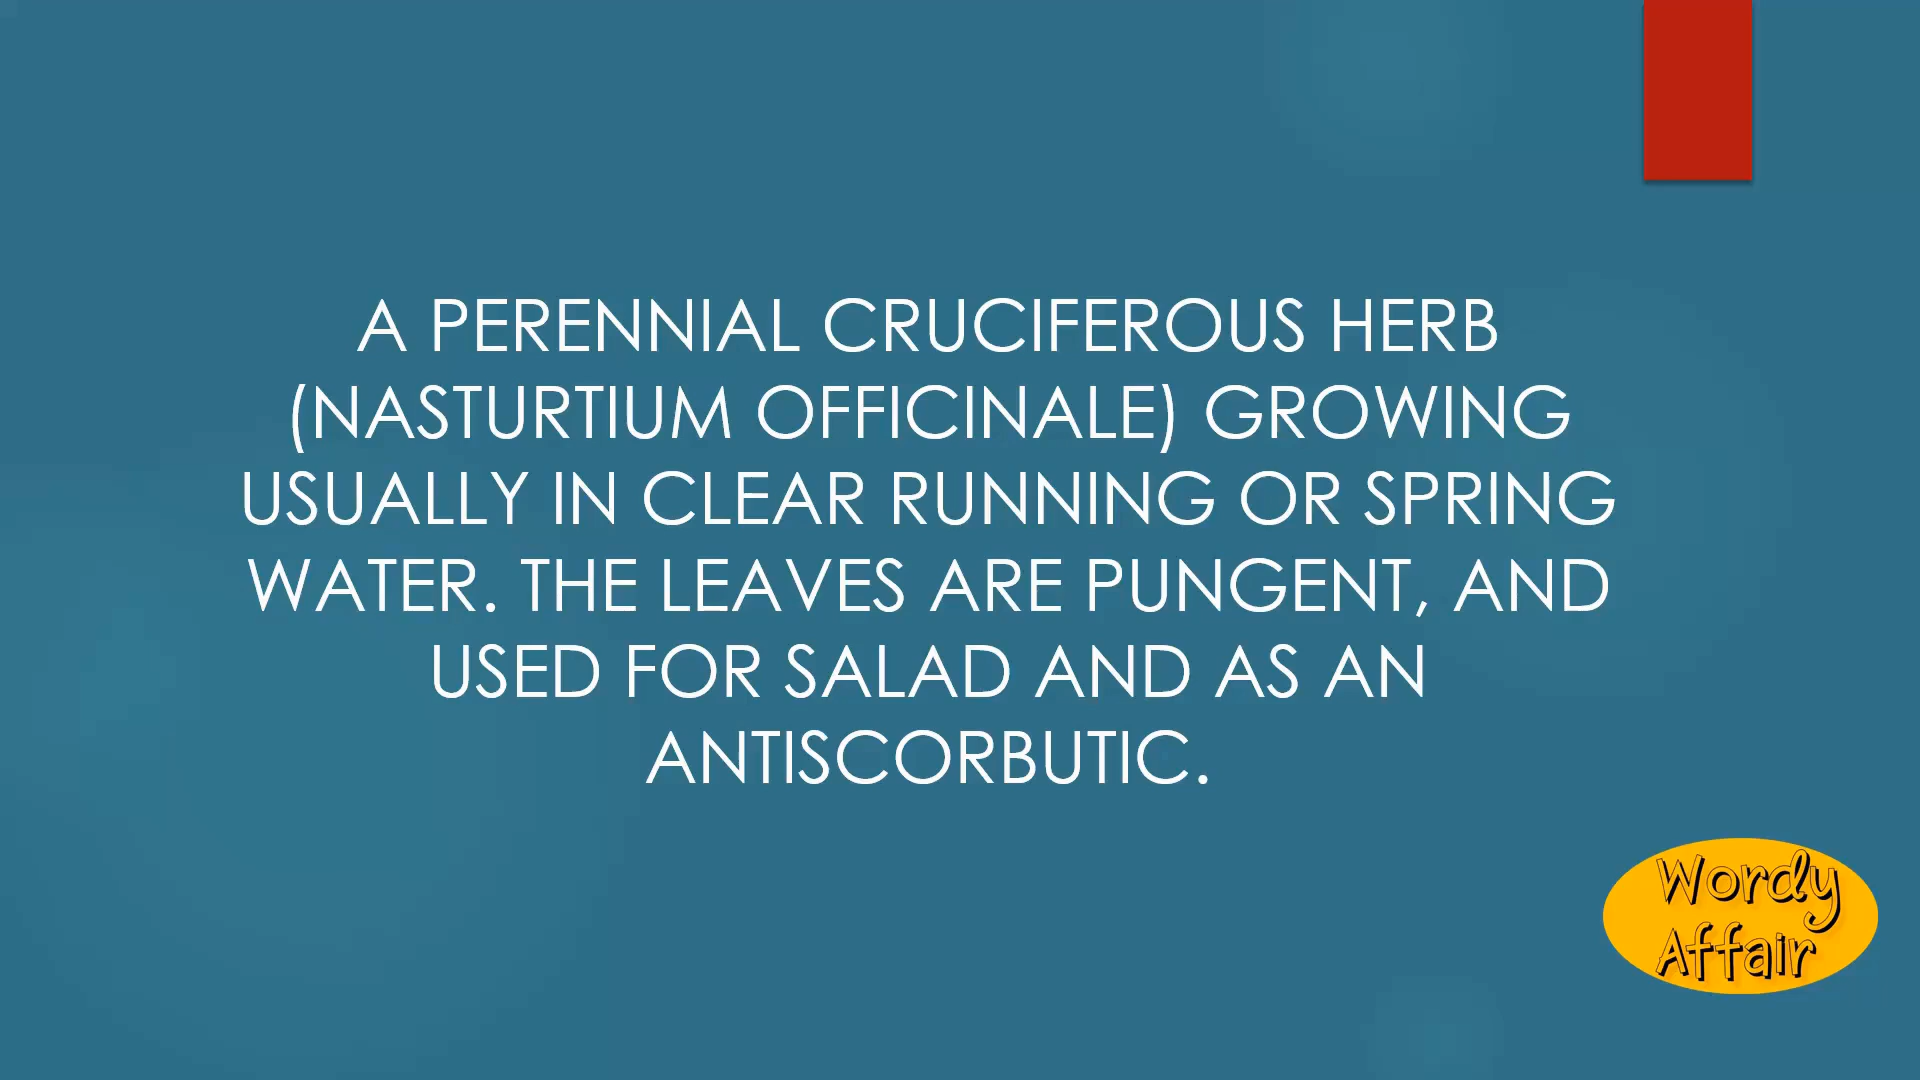 A PERENNIAL CRUCIFEROUS HERB
(NASTURTIUM OFFICINALE) GROWING
USUALLY IN CLEAR RUNNING OR SPRING
WATER. THE LEAVES ARE PUNGENT, AND
USED FOR SALAD AND AS AN
ANTISCORBUTIC.
Wordy
Affair